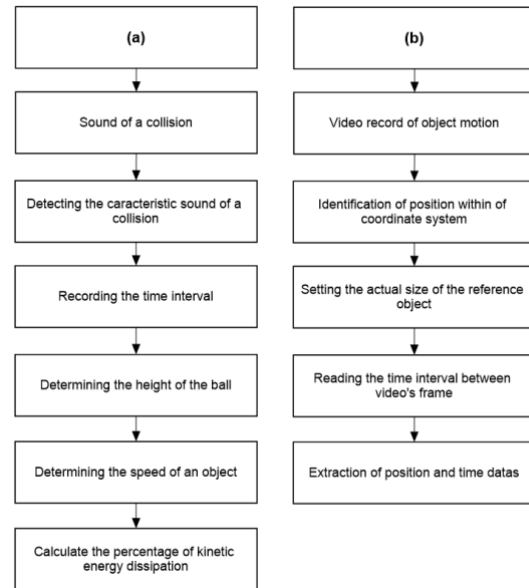 (a)
Sound of a collision
Detecting the caracteristic sound of a
collision
Recording the time interval
Determining the height of the ball
Determining the speed of an object
Calculate the percentage of kinetic
energy dissipation
(b)
Video record of object motion
Identification of position within of
coordinate system
Setting the actual size of the reference
object
Reading the time interval between
video's frame
Extraction of position and time datas